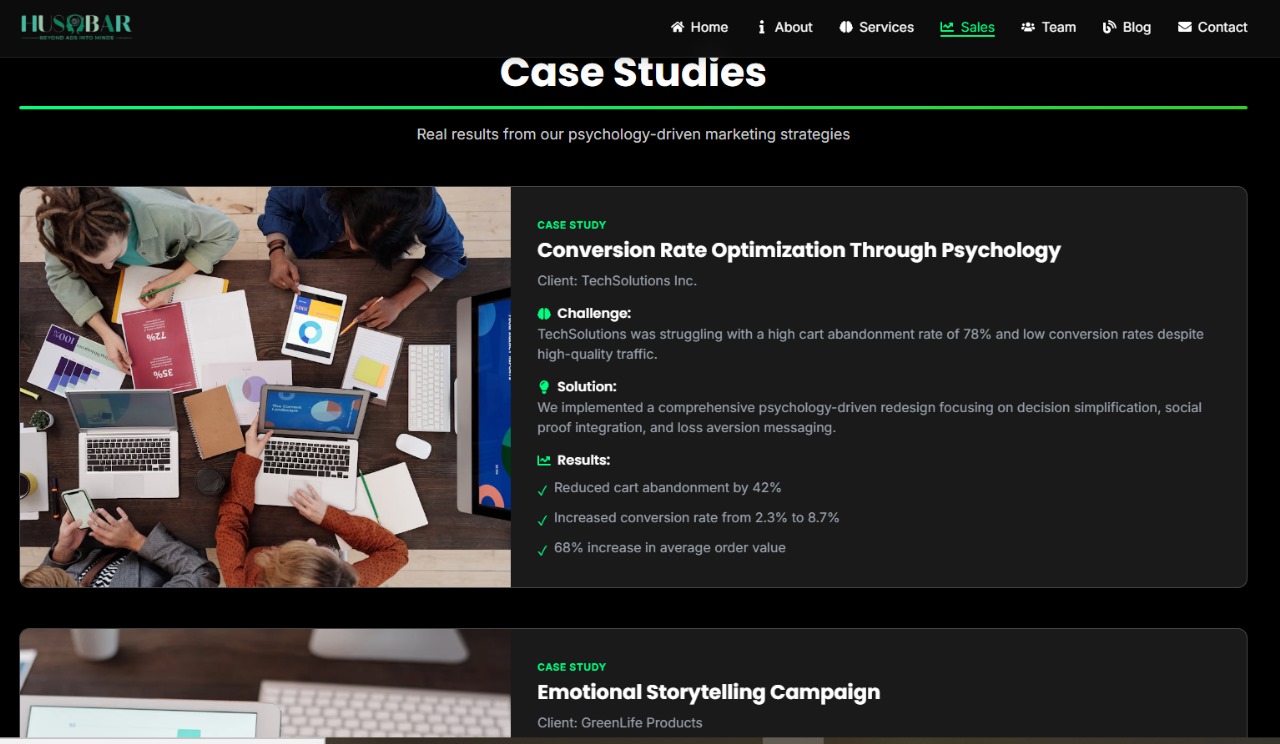 HUSOBAR
BEYOND ADS INTO MINDS
Home
About
Services
Sales
Team
Blog
Contact
Case Studies
Real results from our psychology-driven marketing strategies
CASE STUDY
Conversion Rate Optimization Through Psychology
Client: TechSolutions Inc.
Challenge:
TechSolutions was struggling with a high cart abandonment rate of 78% and low conversion rates despite
high-quality traffic.
Solution:
We implemented a comprehensive psychology-driven redesign focusing on decision simplification, social
proof integration, and loss aversion messaging.
Results:
✓ Reduced cart abandonment by 42%
✓ Increased conversion rate from 2.3% to 8.7%
✓ 68% increase in average order value
72%
35%
100%
CASE STUDY
Emotional Storytelling Campaign
Client: GreenLife Products